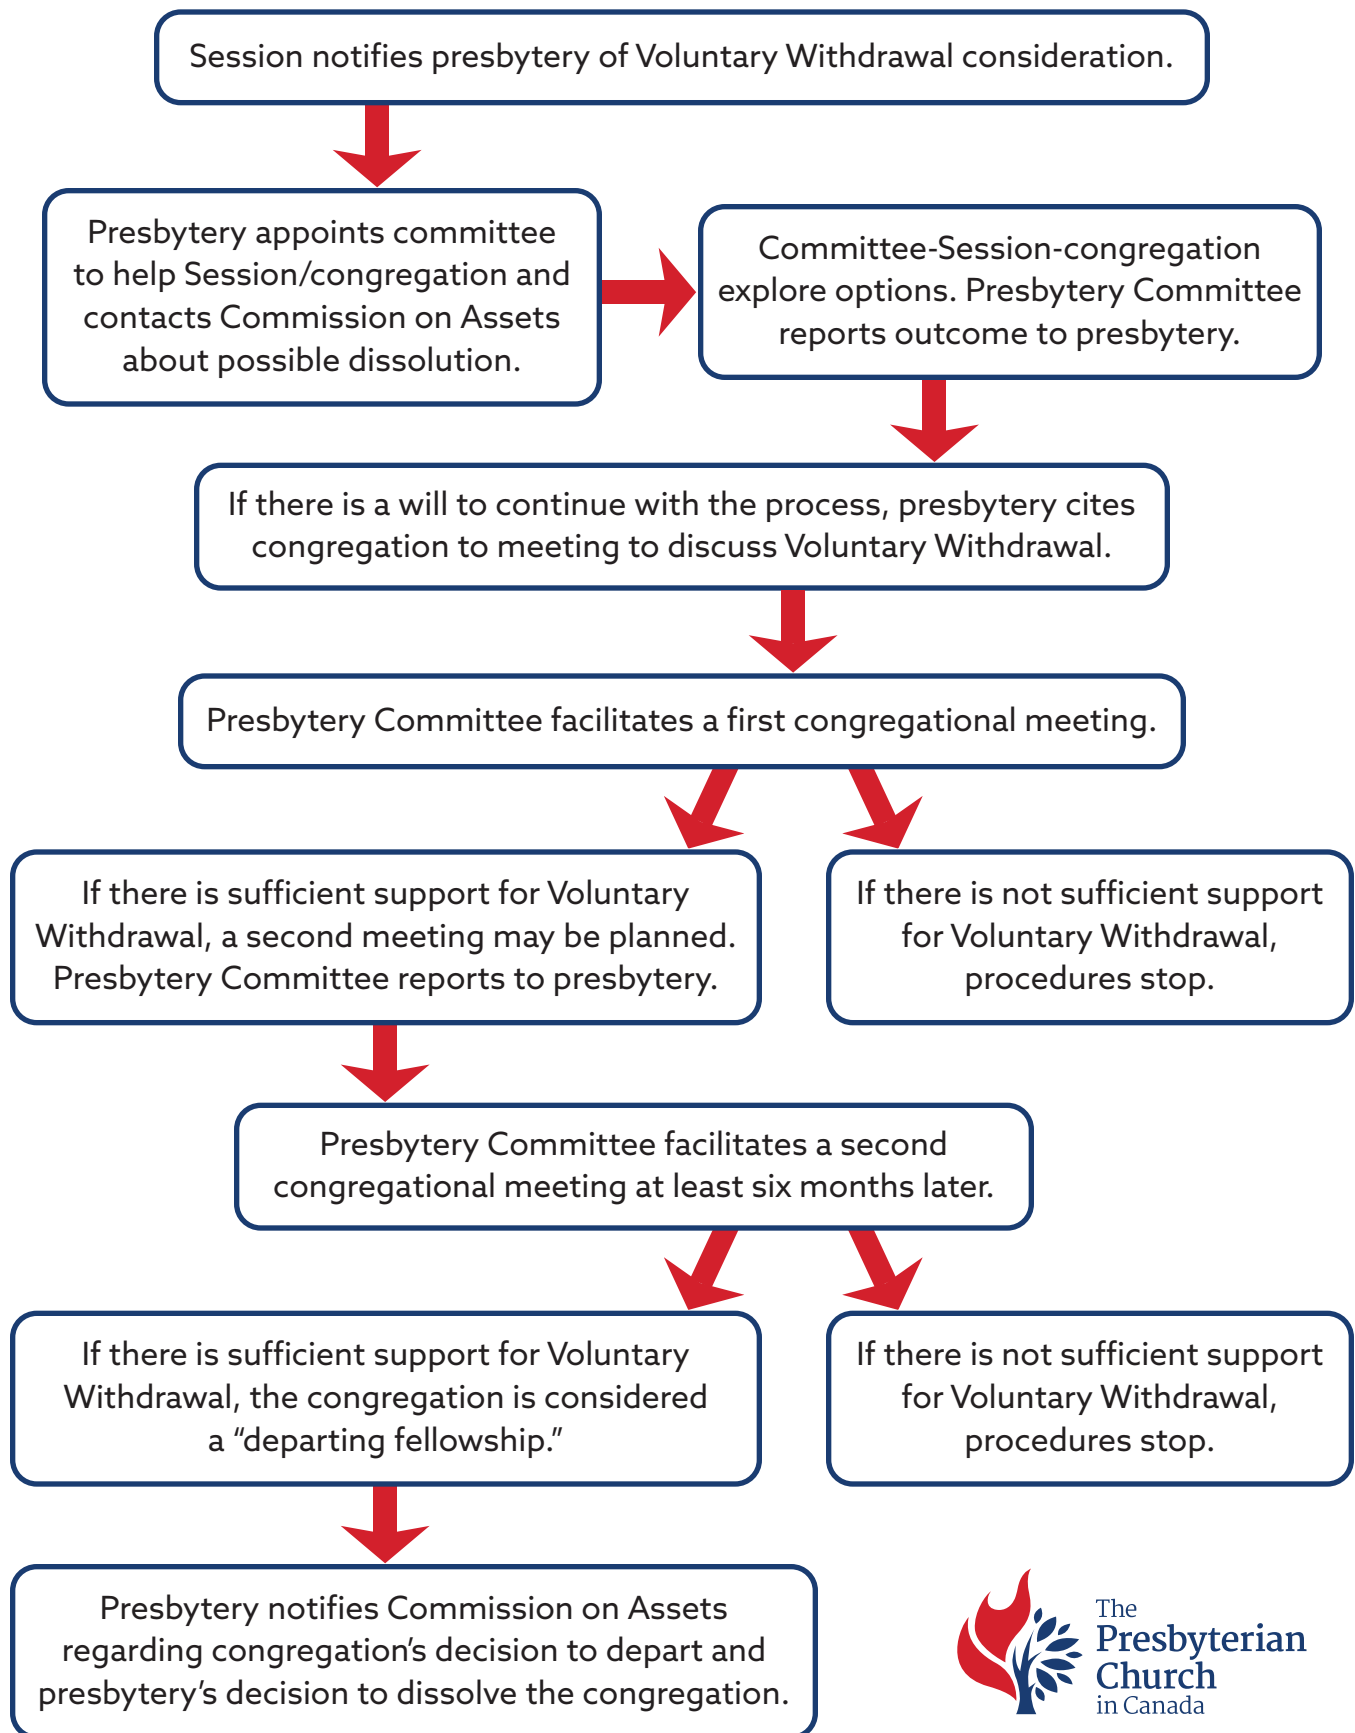 Session notifies presbytery of Voluntary Withdrawal consideration.
Presbytery appoints committee
to help Session/congregation and
contacts Commission on Assets
about possible dissolution.
Committee-Session-congregation
explore options. Presbytery Committee
reports outcome to presbytery.
If there is a will to continue with the process, presbytery cites
congregation to meeting to discuss Voluntary Withdrawal.
Presbytery Committee facilitates a first congregational meeting.
If there is sufficient support for Voluntary
Withdrawal, a second meeting may be planned.
Presbytery Committee reports to presbytery.
If there is not sufficient support
for Voluntary Withdrawal,
procedures stop.
Presbytery Committee facilitates a second
congregational meeting at least six months later.
If there is sufficient support for Voluntary
Withdrawal, the congregation is considered
a “departing fellowship.”
If there is not sufficient support
for Voluntary Withdrawal,
procedures stop.
Presbytery notifies Commission on Assets
regarding congregation’s decision to depart and
presbytery’s decision to dissolve the congregation.
The
Presbyterian
Church
in Canada